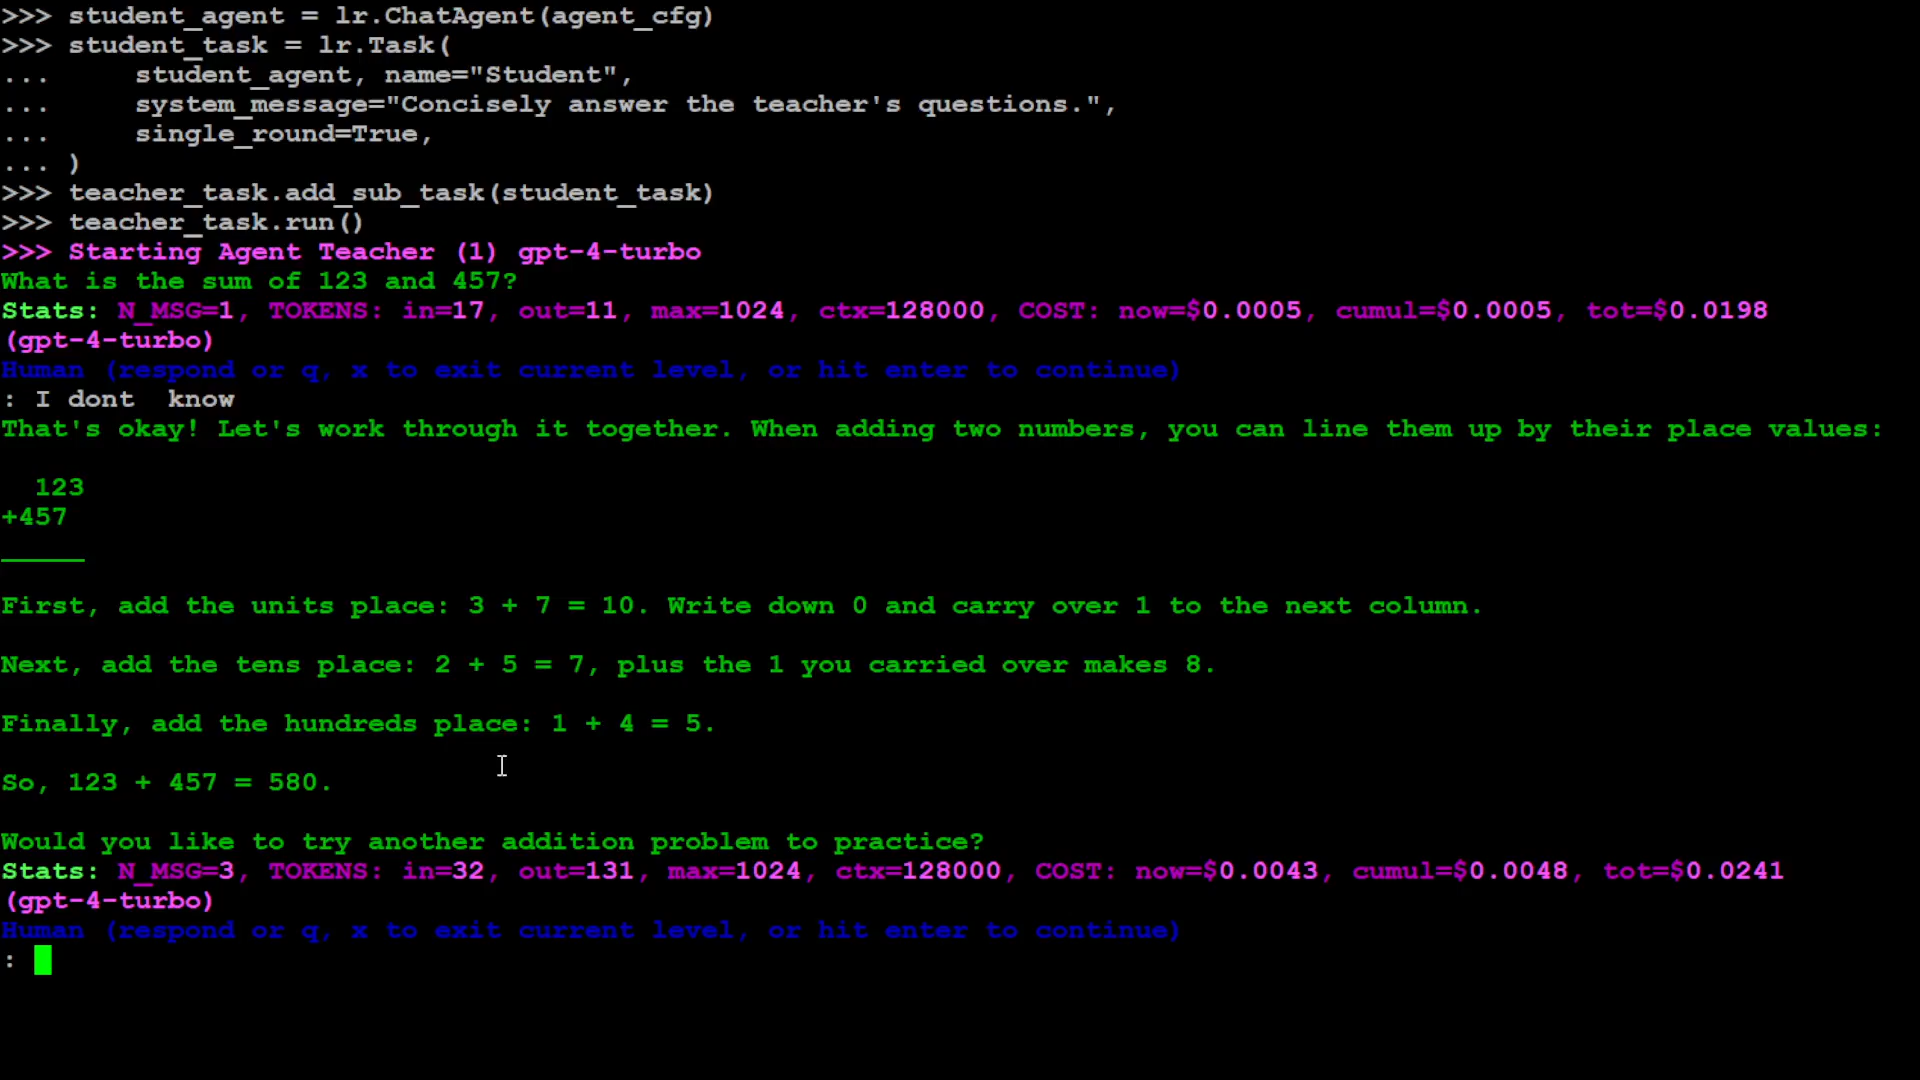 >>> student_agent = lr.ChatAgent(agent_cfg)
>>> student_task = lr.Task(
...     student_agent, name="Student",
...     system_message="Concisely answer the teacher's questions.",
...     single_round=True,
... )
>>> teacher_task.add_sub_task(student_task)
>>> teacher_task.run()
>>> Starting Agent Teacher (1) gpt-4-turbo
What is the sum of 123 and 457?
Stats: N_MSG=1, TOKENS: in=17, out=11, max=1024, ctx=128000, COST: now=$0.0005, cumul=$0.0005, tot=$0.0198
(gpt-4-turbo)
Human (respond or q, x to exit current level, or hit enter to continue)
: I dont  know
That's okay! Let's work through it together. When adding two numbers, you can line them up by their place values:
  123
+457
First, add the units place: 3 + 7 = 10. Write down 0 and carry over 1 to the next column.
Next, add the tens place: 2 + 5 = 7, plus the 1 you carried over makes 8.
Finally, add the hundreds place: 1 + 4 = 5.
So, 123 + 457 = 580.
Would you like to try another addition problem to practice?
Stats: N_MSG=3, TOKENS: in=32, out=131, max=1024, ctx=128000, COST: now=$0.0043, cumul=$0.0048, tot=$0.0241
(gpt-4-turbo)
Human (respond or q, x to exit current level, or hit enter to continue)
: